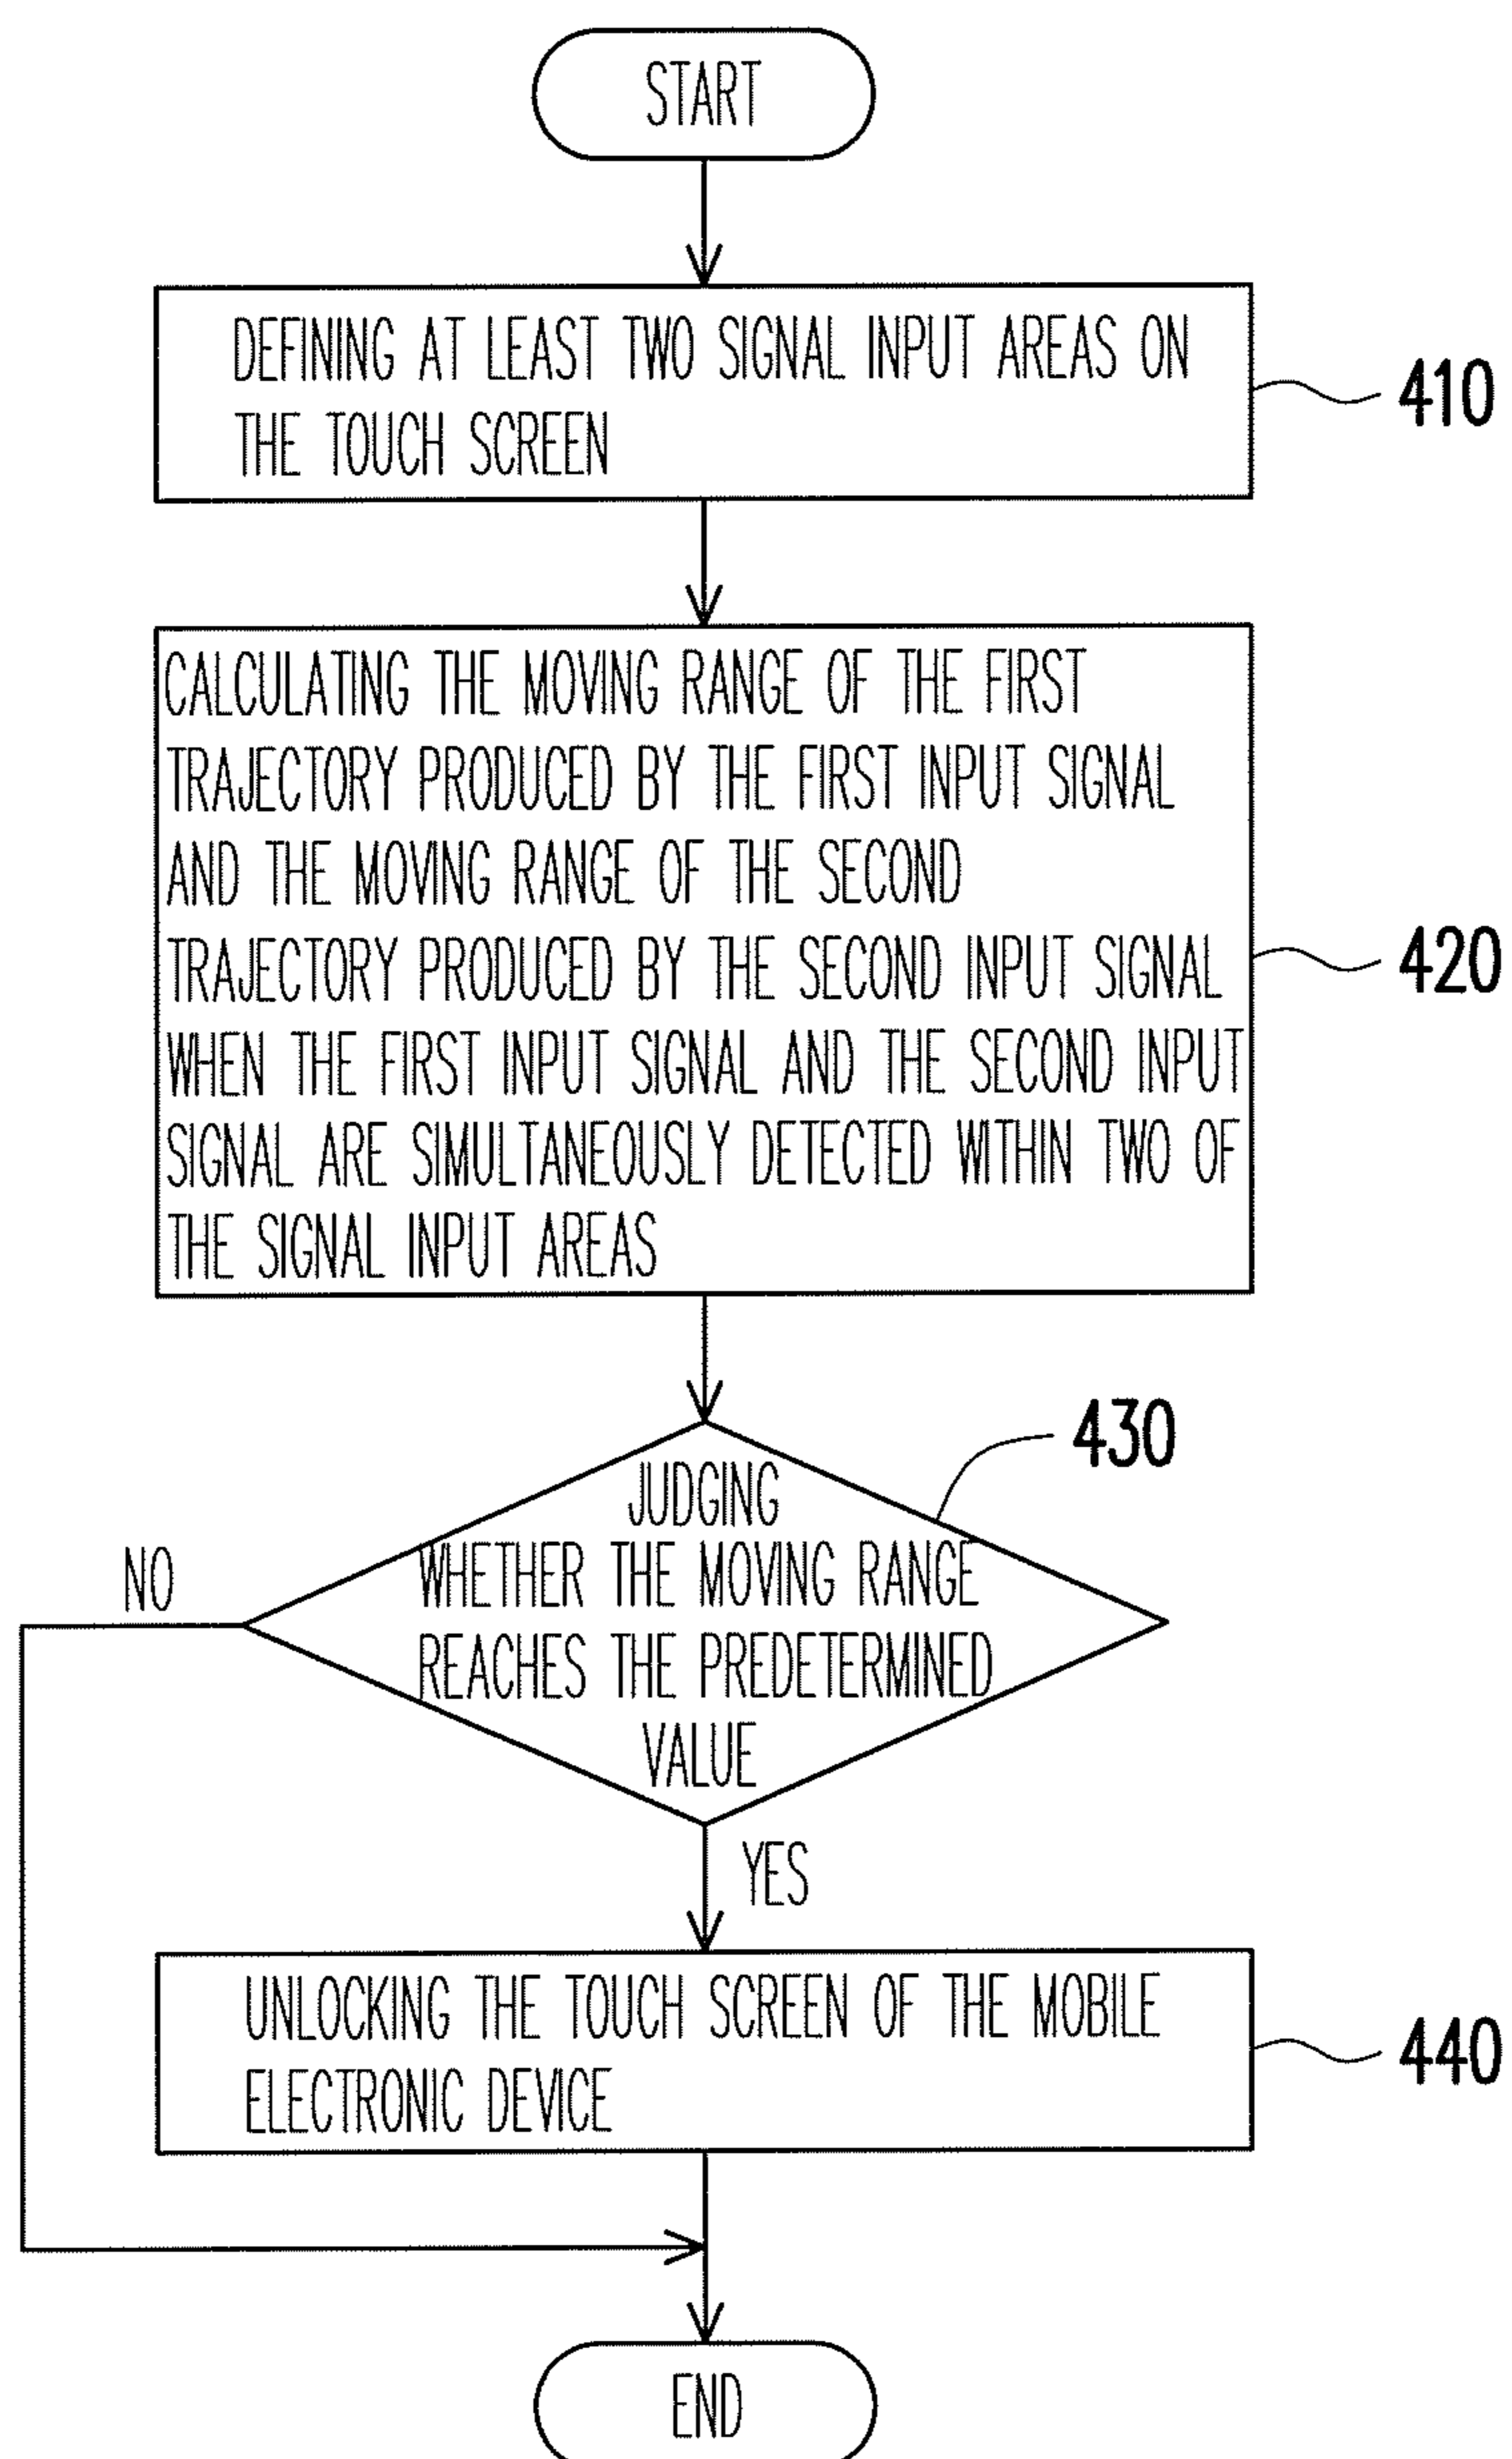 START
DEFINING AT LEAST TWO SIGNAL INPUT AREAS ON
THE TOUCH SCREEN
410
CALCULATING THE MOVING RANGE OF THE FIRST
TRAJECTORY PRODUCED BY THE FIRST INPUT SIGNAL
AND THE MOVING RANGE OF THE SECOND
TRAJECTORY PRODUCED BY THE SECOND INPUT SIGNAL
WHEN THE FIRST INPUT SIGNAL AND THE SECOND INPUT
SIGNAL ARE SIMULTANEOUSLY DETECTED WITHIN TWO OF
THE SIGNAL INPUT AREAS
420
430
JUDGING
WHETHER THE MOVING RANGE
REACHES THE PREDETERMINED
VALUE
NO
YES
UNLOCKING THE TOUCH SCREEN OF THE MOBILE
ELECTRONIC DEVICE
440
END